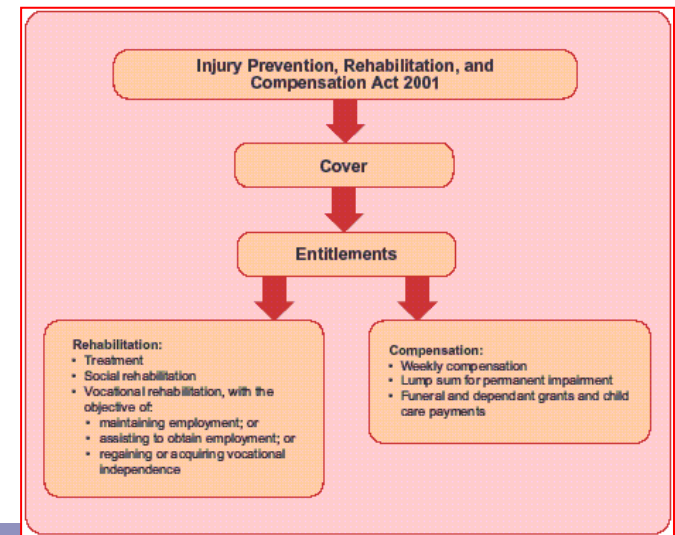 Injury Prevention, Rehabilitation, and
Compensation Act 2001
Cover
Entitlements
Rehabilitation:
• Treatment
• Social rehabilitation
• Vocational rehabilitation, with the
objective of:
• maintaining employment; or
• assisting to obtain employment; or
• regaining or acquiring vocational
independence
Compensation:
• Weekly compensation
• Lump sum for permanent impairment
• Funeral and dependant grants and child
care payments